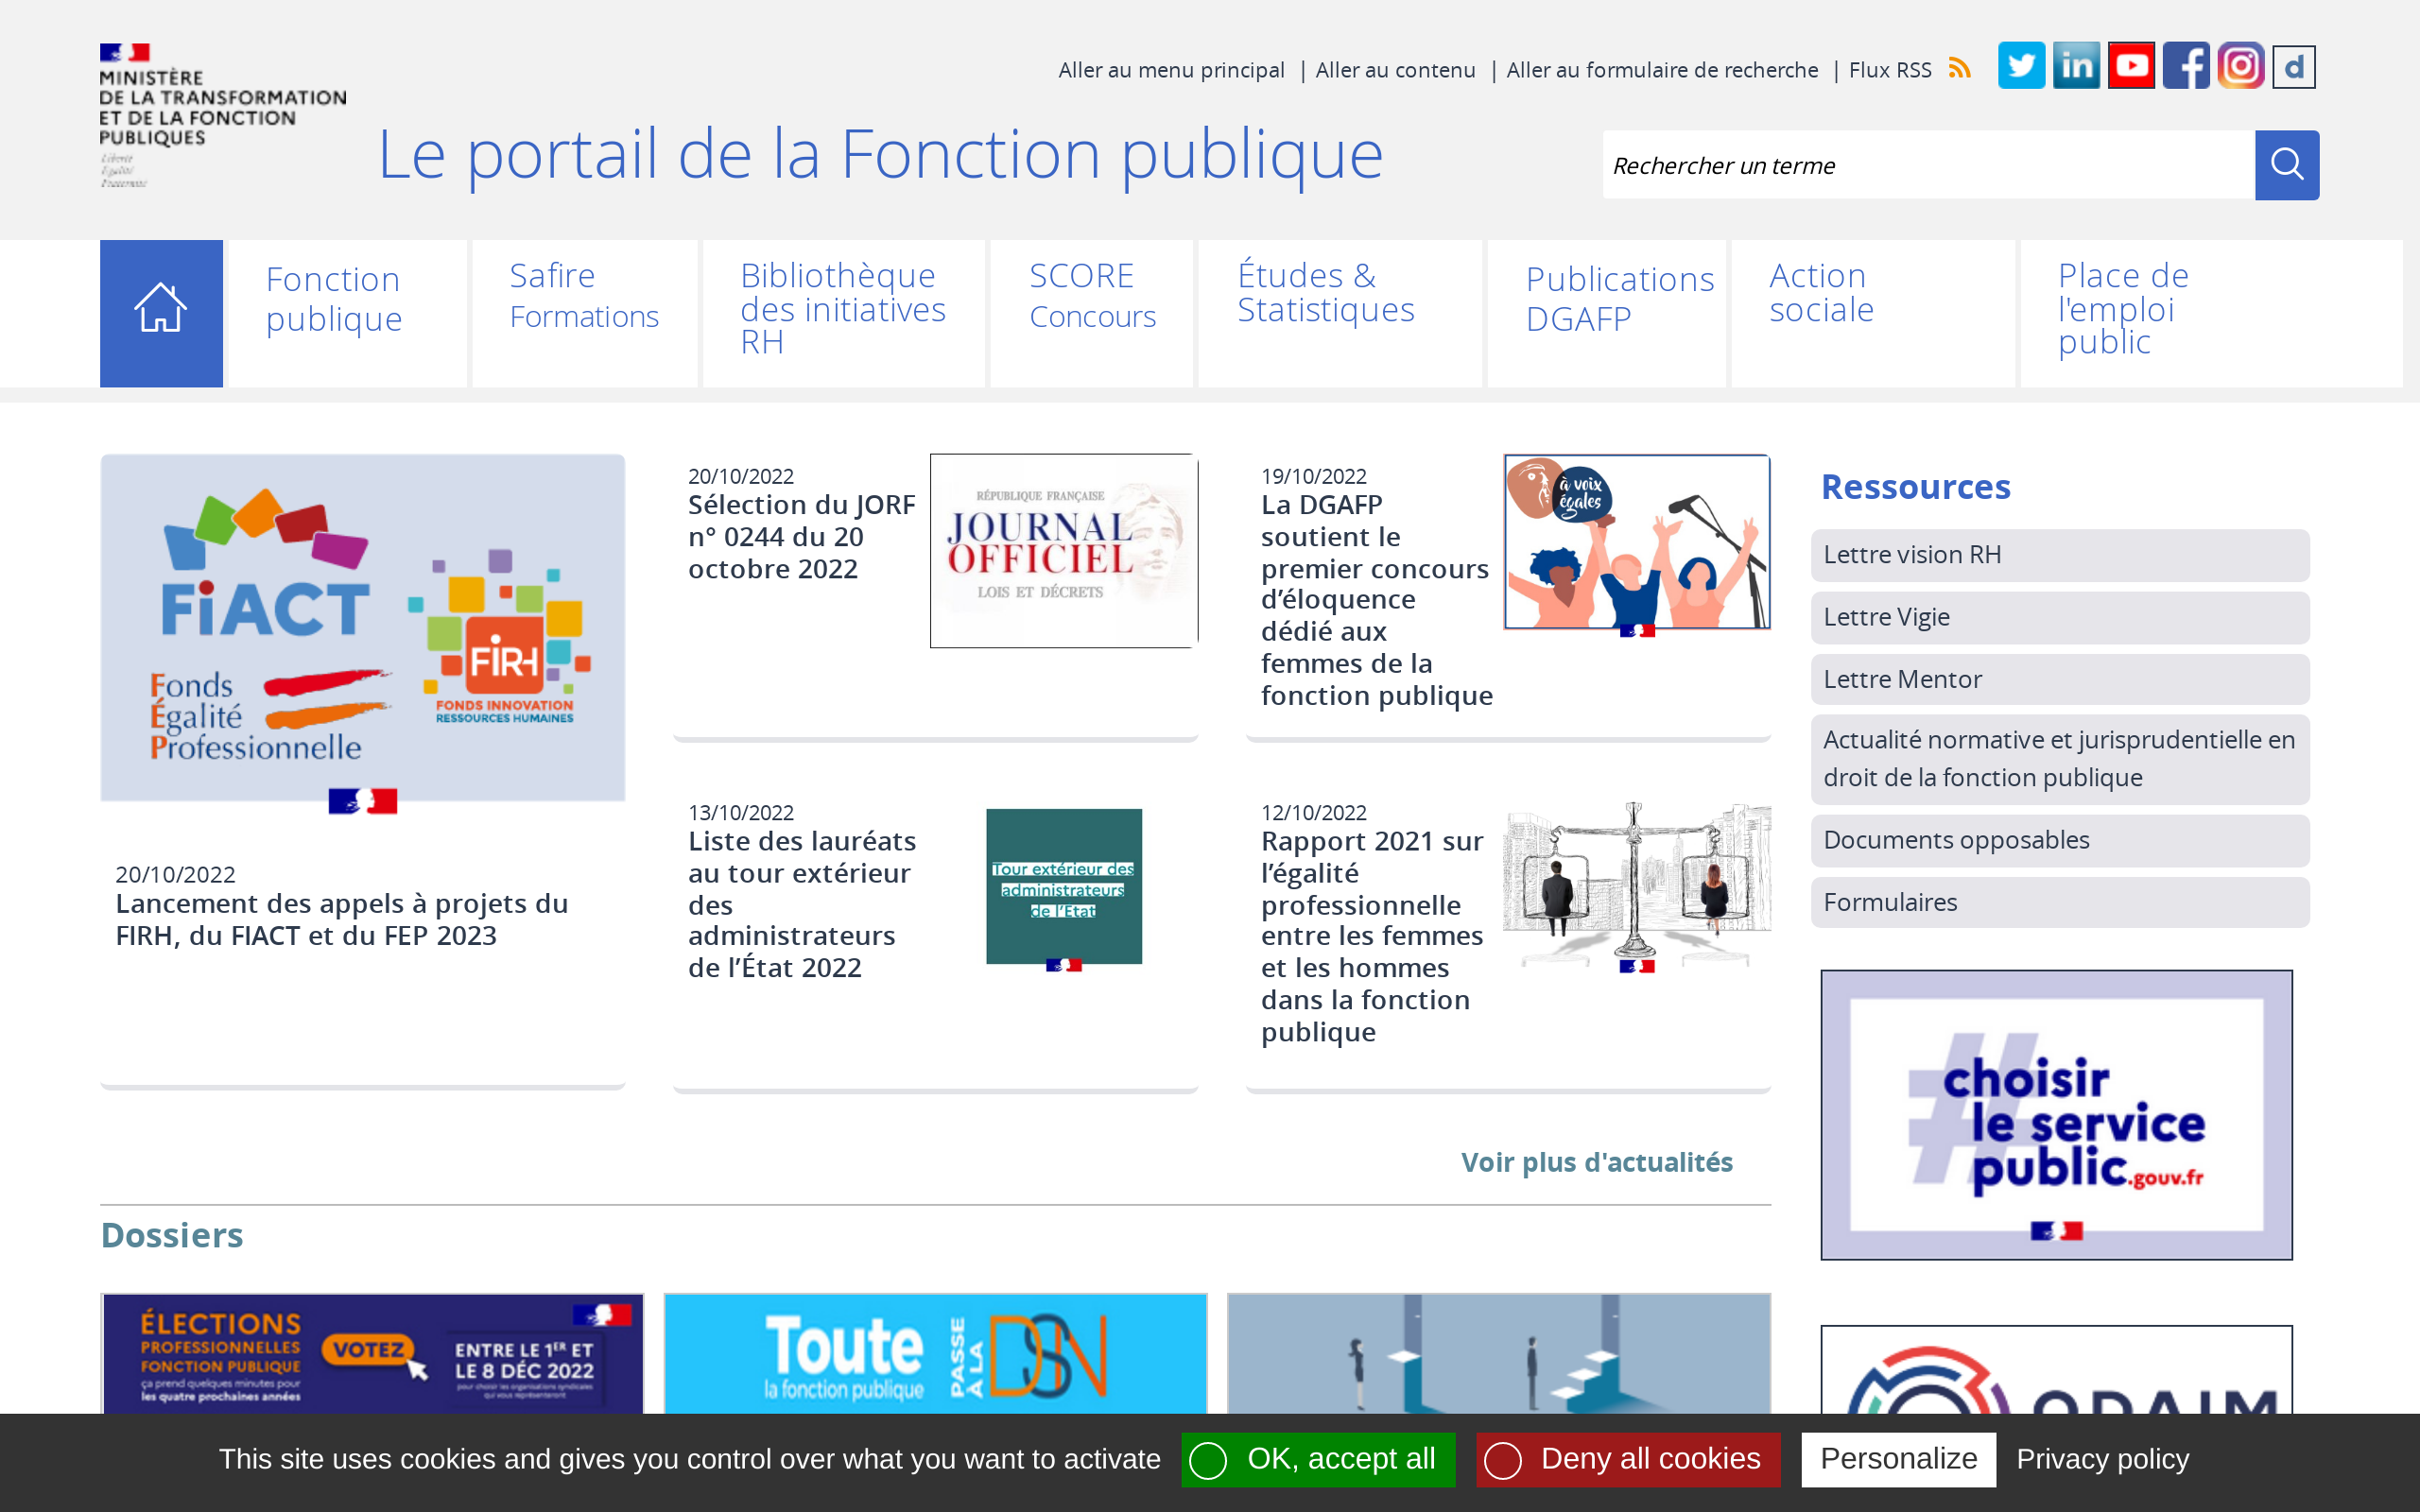 MINISTÈRE
DE LA TRANSFORMATION
ET DE LA FONCTION
PUBLIQUES
Liberté
Égalité
Fraternité
Aller au menu principal | Aller au contenu | Aller au formulaire de recherche | Flux RSS
Le portail de la Fonction publique
Rechercher un terme
Fonction
publique
Safire
Formations
Bibliothèque
des initiatives
RH
SCORE
Concours
Études &
Statistiques
Publications
DGAFP
Action
sociale
Place de
l'emploi
public
FiACT
Fonds
Égalité
Professionnelle
FiRH
FONDS INNOVATION
RESSOURCES HUMAINES
20/10/2022
Lancement des appels à projets du
FIRH, du FIACT et du FEP 2023
20/10/2022
Sélection du JORF
n° 0244 du 20
octobre 2022
RÉPUBLIQUE FRANÇAISE
JOURNAL
OFFICIEL
LOIS ET DÉCRETS
19/10/2022
La DGAFP
soutient le
premier concours
d’éloquence
dédié aux
femmes de la
fonction publique
à voix
égales
13/10/2022
Liste des lauréats
au tour extérieur
des
administrateurs
de l’État 2022
Tour extérieur des
administrateurs
de l’Etat
12/10/2022
Rapport 2021 sur
l’égalité
professionnelle
entre les femmes
et les hommes
dans la fonction
publique
Voir plus d'actualités
Ressources
Lettre vision RH
Lettre Vigie
Lettre Mentor
Actualité normative et jurisprudentielle en
droit de la fonction publique
Documents opposables
Formulaires
#choisir
le service
public.gouv.fr
Dossiers
ÉLECTIONS
PROFESSIONNELLES
FONCTION PUBLIQUE
ça prend quelques minutes pour
les quatre prochaines années
VOTEZ
ENTRE LE 1ER ET
LE 8 DÉC 2022
pour choisir les organisations syndicales
qui vous représenteront
Toute
la fonction publique
PASSE
À LA
DSN
This site uses cookies and gives you control over what you want to activate
OK, accept all
Deny all cookies
Personalize
Privacy policy